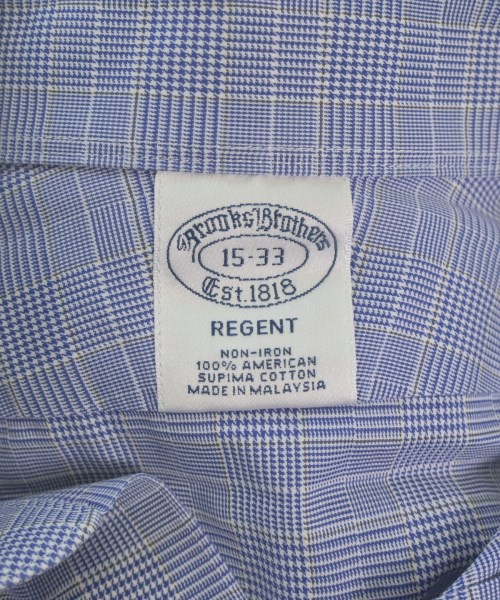 Brooks Brothers
15-33
Est.1818
REGENT
NON-IRON
100% AMERICAN
SUPIMA COTTON
MADE IN MALAYSIA